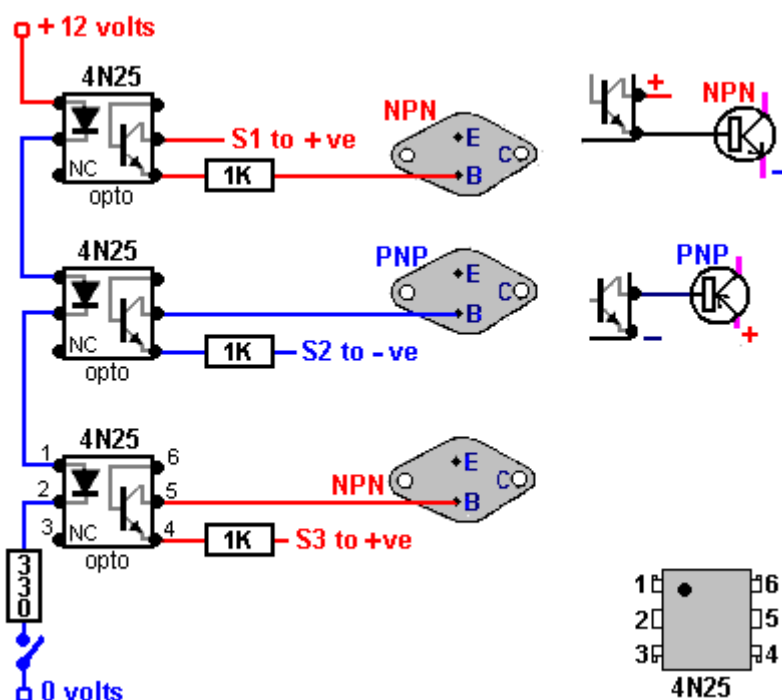 + 12 volts
4N25
NC
opto
S1 to +ve
1K
NPN
E
C
B
+
NPN
–
4N25
NC
opto
1K
S2 to - ve
PNP
E
C
B
PNP
–
+
4N25
1
2
3
6
5
4
NC
opto
1K
S3 to +ve
NPN
E
C
B
330
0 volts
1
2
3
6
5
4
4N25